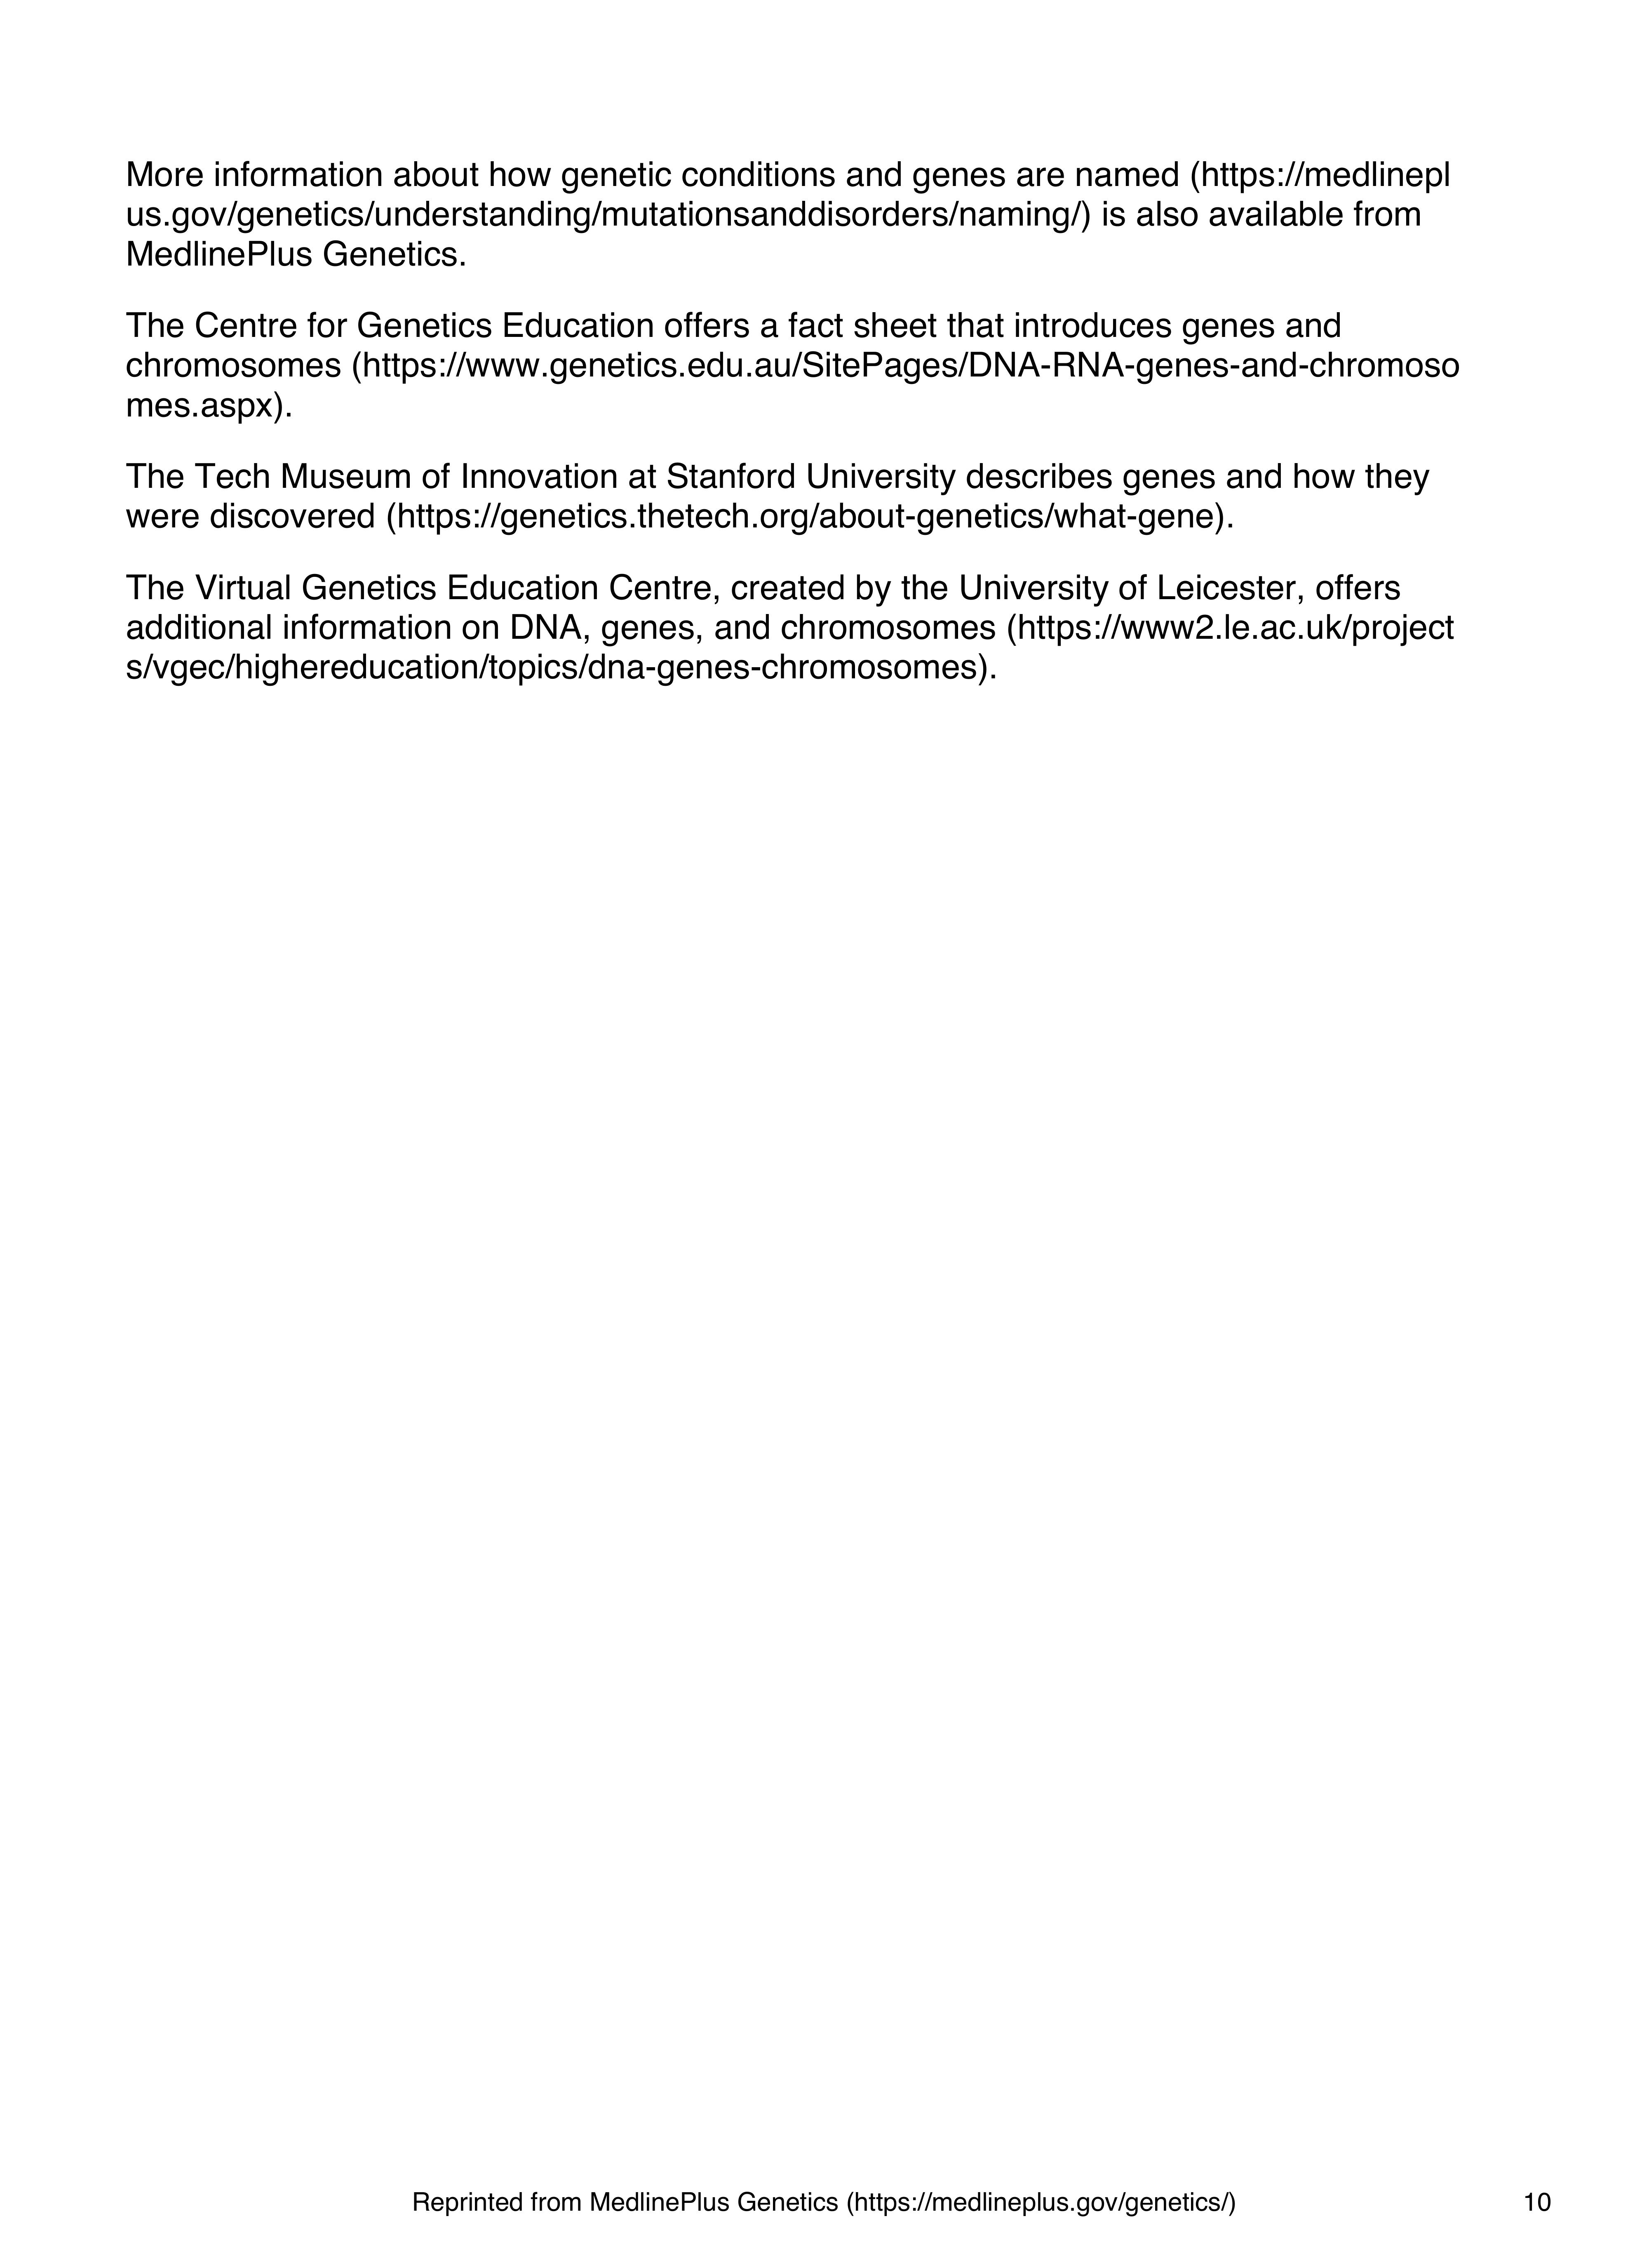 More information about how genetic conditions and genes are named (https://medlinepl
us.gov/genetics/understanding/mutationsanddisorders/naming/) is also available from
MedlinePlus Genetics.
The Centre for Genetics Education offers a fact sheet that introduces genes and
chromosomes (https://www.genetics.edu.au/SitePages/DNA-RNA-genes-and-chromoso
mes.aspx).
The Tech Museum of Innovation at Stanford University describes genes and how they
were discovered (https://genetics.thetech.org/about-genetics/what-gene).
The Virtual Genetics Education Centre, created by the University of Leicester, offers
additional information on DNA, genes, and chromosomes (https://www2.le.ac.uk/project
s/vgec/highereducation/topics/dna-genes-chromosomes).
Reprinted from MedlinePlus Genetics (https://medlineplus.gov/genetics/) 10